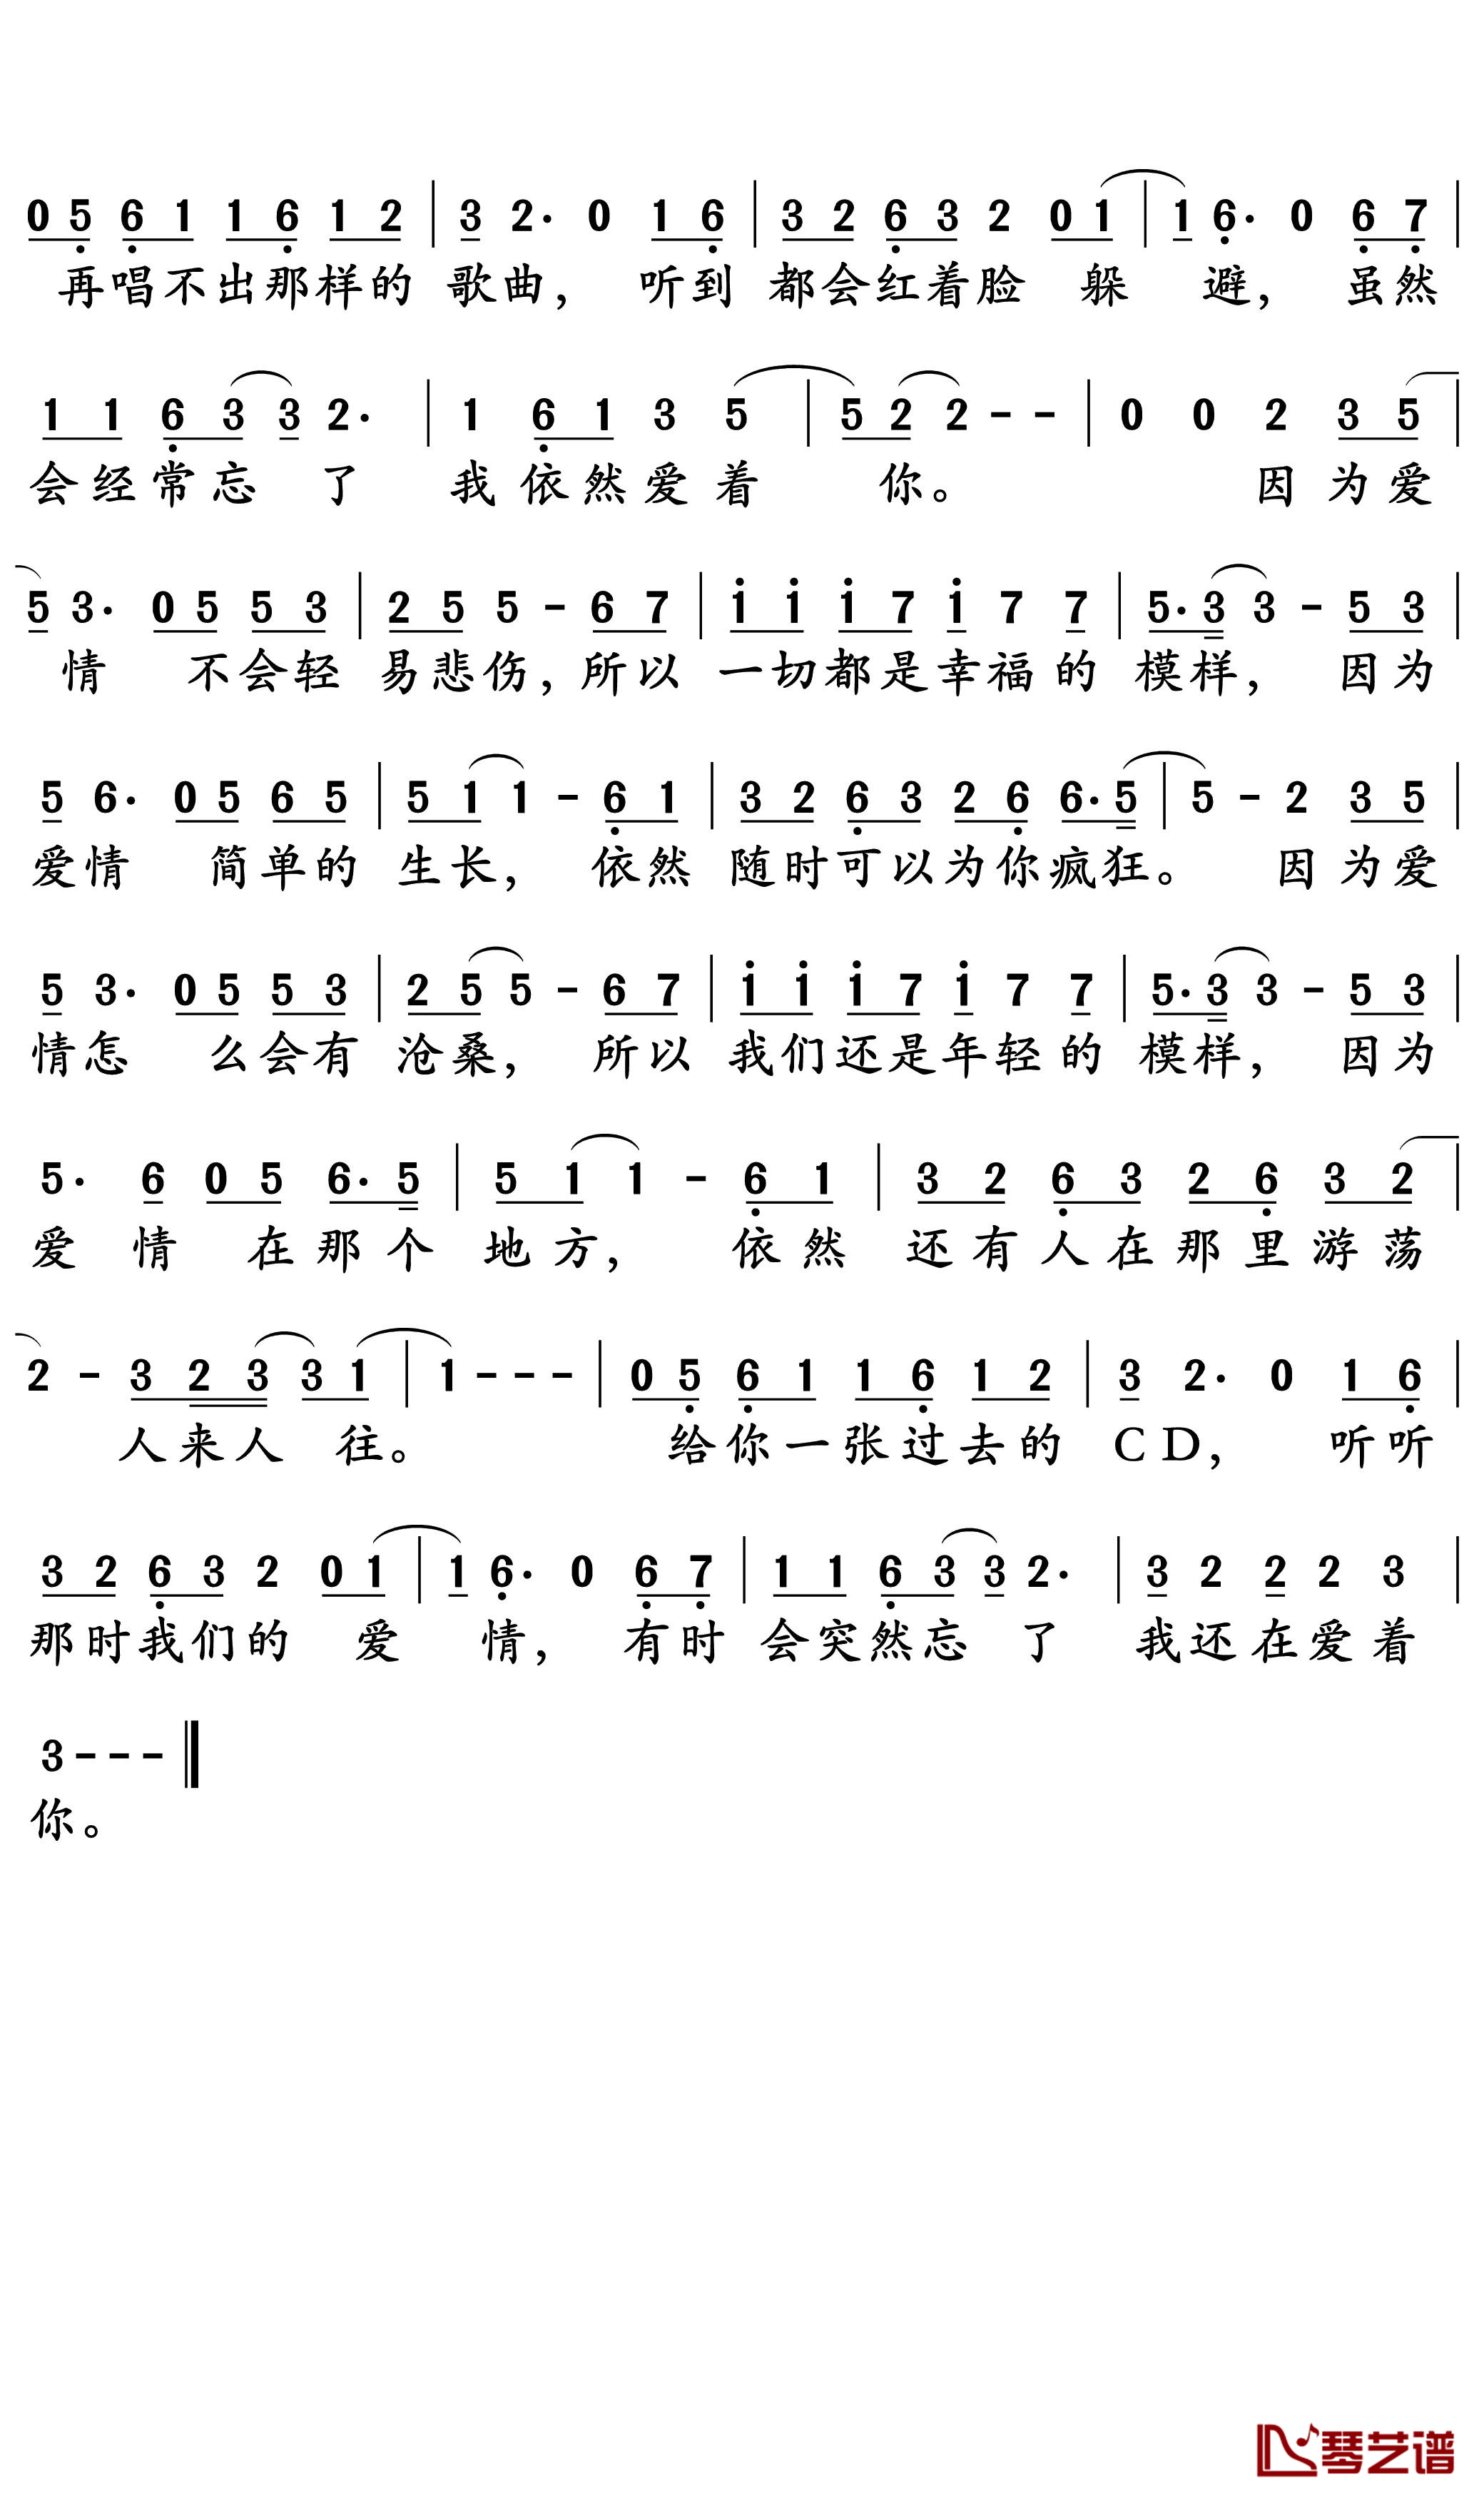 0 5 6 1 1 6 1 2 | 3 2· 0 1 6 | 3 2 6 3 2 0 1 | 1 6· 0 6 7 |
再唱不出那样的 歌曲， 听到 都会红着脸 躲 避， 虽然
1 1 6 3 3 2· | 1 6 1 3 5 | 5 2 2 - - | 0 0 2 3 5
会经常忘 了 我依然爱着 你。 因为爱
5 3· 0 5 5 3 | 2 5 5 - 6 7 | 1 1 1 7 1 7 7 | 5· 3 3 - 5 3 |
情 不会轻 易悲伤，所以 一切都是幸福的 模样， 因为
5 6· 0 5 6 5 | 5 1 1 - 6 1 | 3 2 6 3 2 6 6· 5 | 5 - 2 3 5 |
爱情 简单的 生长， 依然 随时可以为你疯狂。 因为爱
5 3· 0 5 5 3 | 2 5 5 - 6 7 | 1 1 1 7 1 7 7 | 5· 3 3 - 5 3 |
情怎 么会有 沧桑， 所以 我们还是年轻的 模样， 因为
5· 6 0 5 6· 5 | 5 1 1 - 6 1 | 3 2 6 3 2 6 3 2 |
爱 情 在那个 地方， 依然 还有人在那里游荡
2 - 3 2 3 3 1 | 1 - - - | 0 5 6 1 1 6 1 2 | 3 2· 0 1 6 |
人来人 往。 给你一张过去的 CD， 听听
3 2 6 3 2 0 1 | 1 6· 0 6 7 | 1 1 6 3 3 2· | 3 2 2 2 3 |
那时我们的 爱 情， 有时 会突然忘 了 我还在爱着
3 - - - ‖
你。
琴艺谱